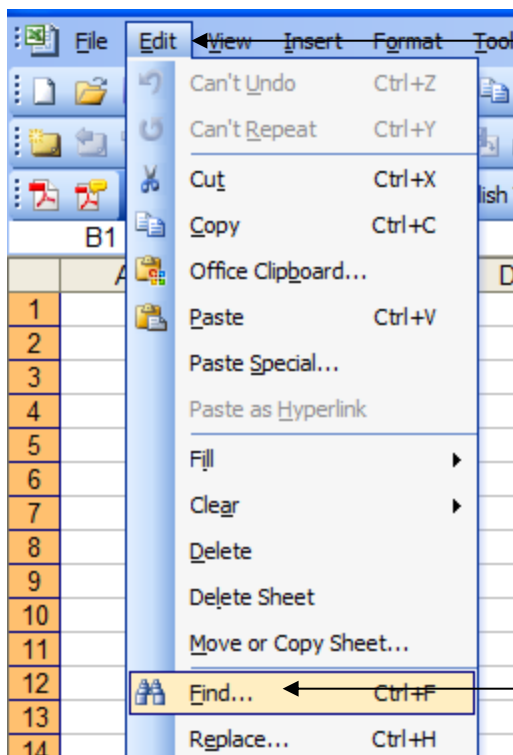 File Edit View Insert Format Tool
Can't Undo Ctrl+Z
Can't Repeat Ctrl+Y
Cut Ctrl+X
lish
B1
Copy Ctrl+C
A D
Office Clipboard...
1
Paste Ctrl+V
2
Paste Special...
3
4
Paste as Hyperlink
5
Fill
6
7
Clear
8
Delete
9
Delete Sheet
10
11
Move or Copy Sheet...
12
Find... Ctrl+F
13
14
Replace... Ctrl+H